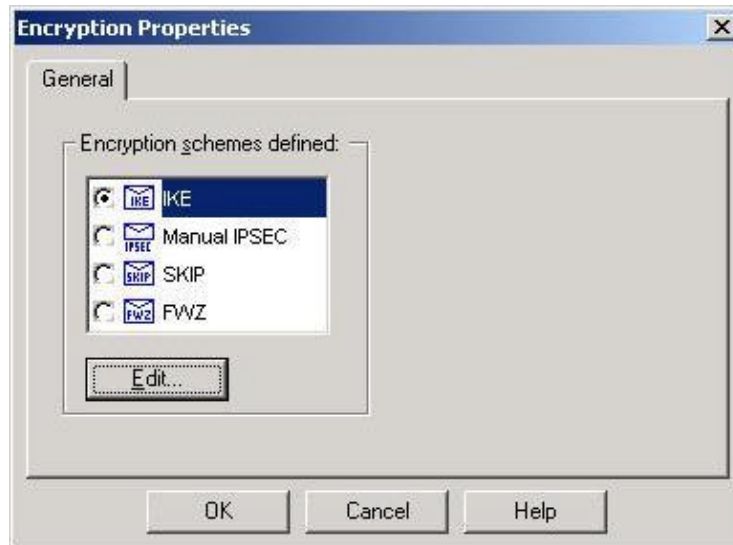 Encryption Properties
General
Encryption schemes defined:
IKE IKE
IPSEC Manual IPSEC
SKIP SKIP
FWZ FWZ
Edit...
OK Cancel Help